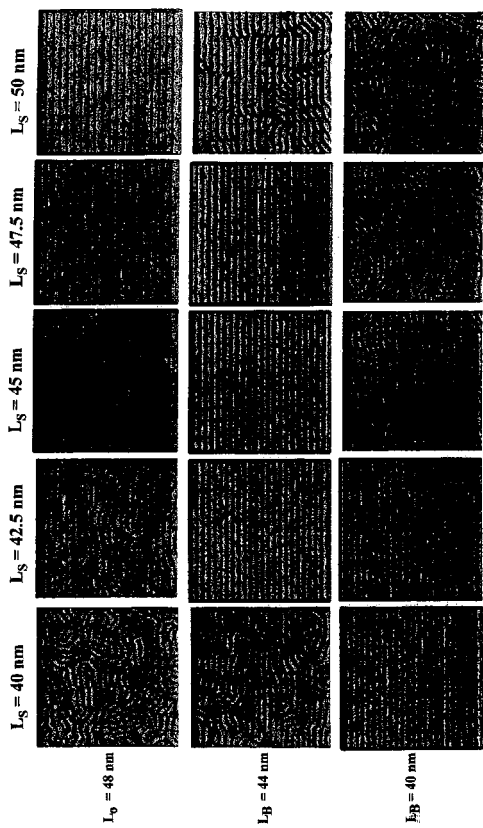 L_S = 40 nm
L_S = 42.5 nm
L_S = 45 nm
L_S = 47.5 nm
L_S = 50 nm
L_o = 48 nm
L_B = 44 nm
L_B = 40 nm